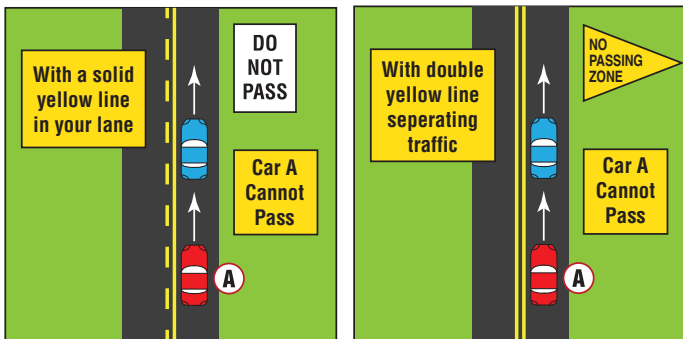 With a solid
yellow line
in your lane
DO
NOT
PASS
Car A
Cannot
Pass
A
With double
yellow line
seperating
traffic
NO
PASSING
ZONE
Car A
Cannot
Pass
A